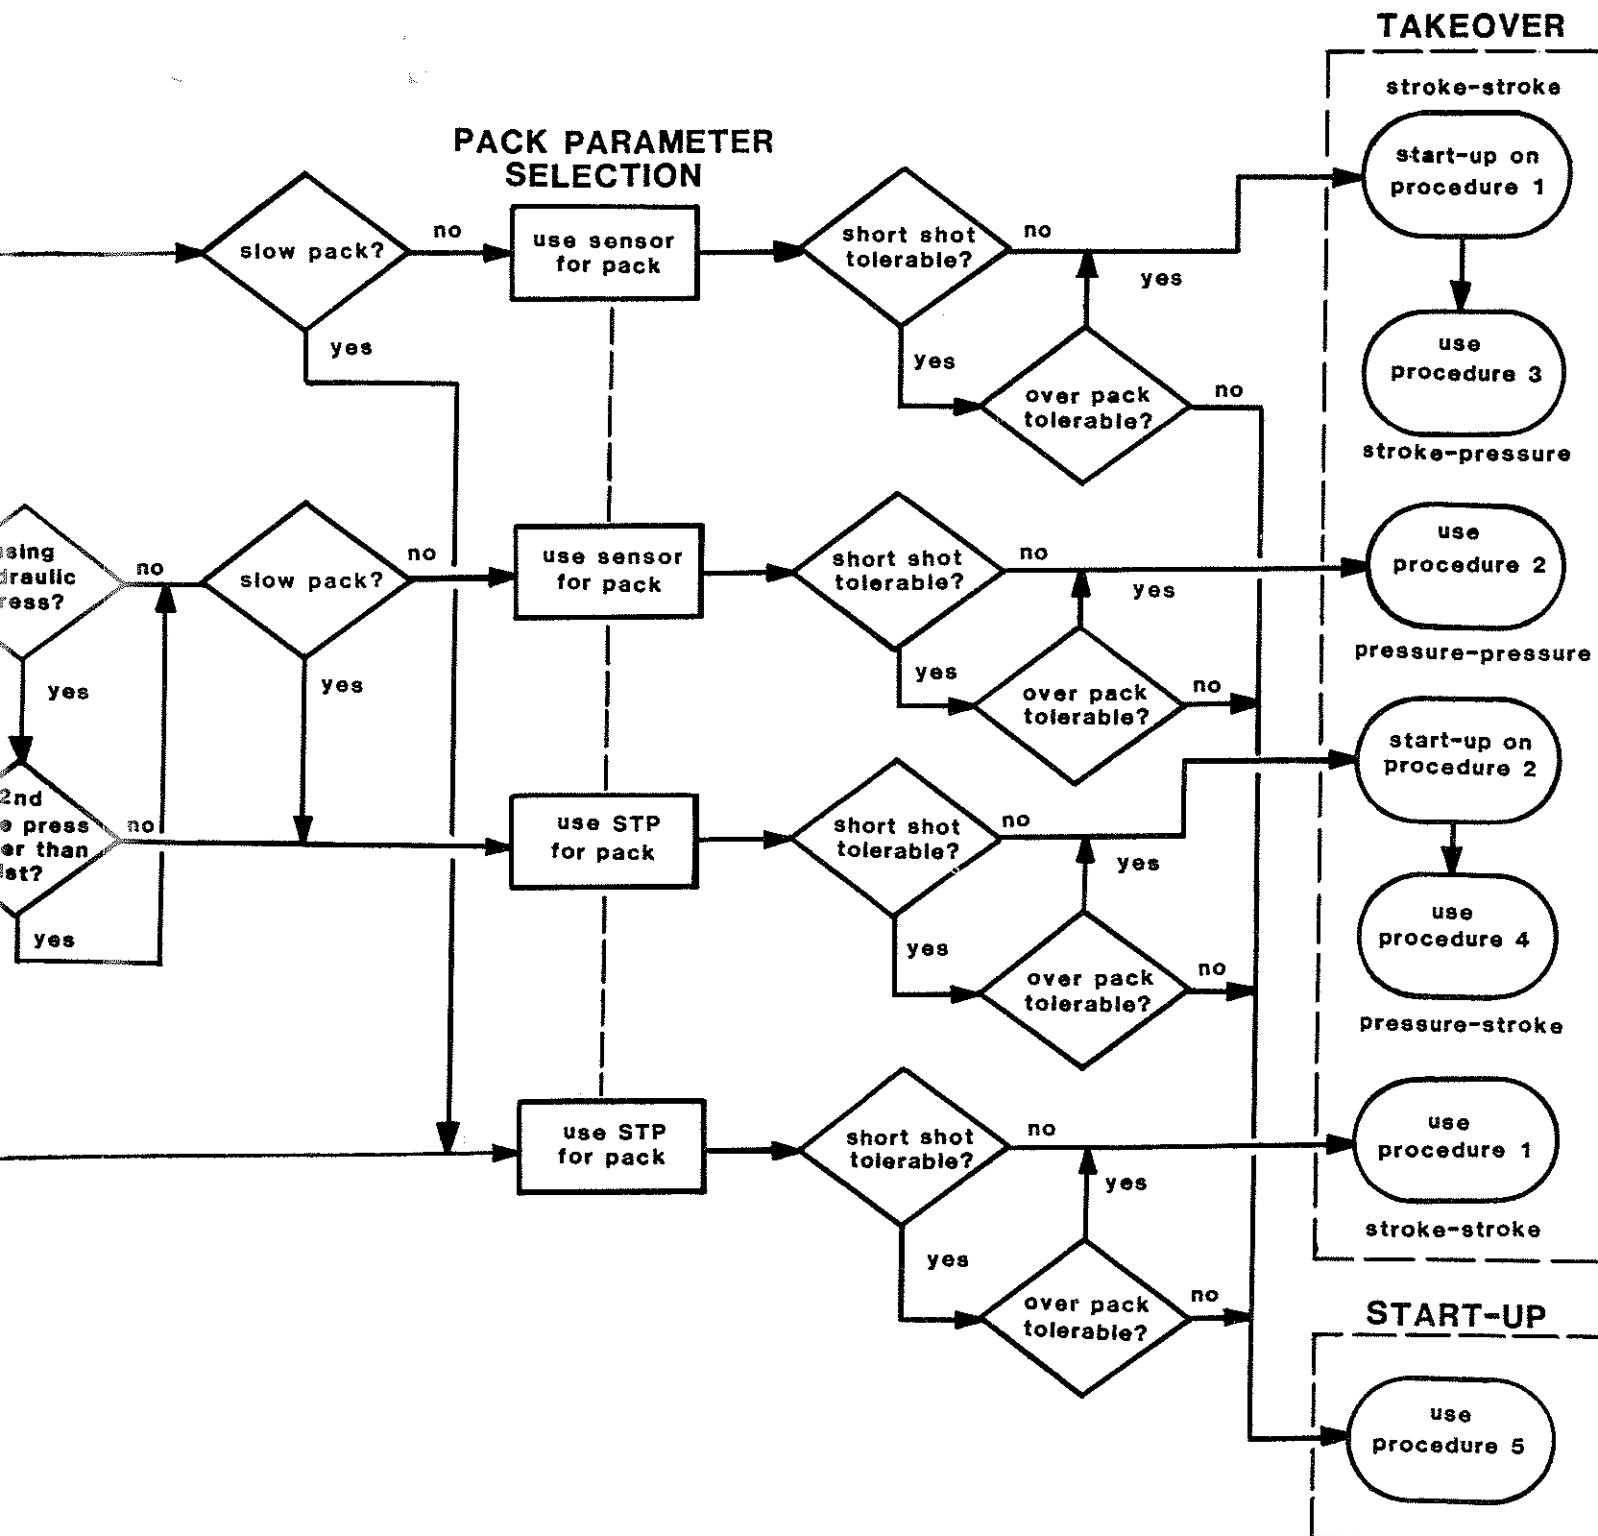 TAKEOVER
stroke-stroke
start-up on
procedure 1
use
procedure 3
stroke-pressure
PACK PARAMETER
SELECTION
slow pack?
no
yes
use sensor
for pack
short shot
tolerable?
no
yes
yes
over pack
tolerable?
no
using
press?
no
yes
slow pack?
no
yes
use sensor
for pack
short shot
tolerable?
no
yes
yes
over pack
tolerable?
no
use
procedure 2
pressure-pressure
2nd
press
than
no
yes
use STP
for pack
short shot
tolerable?
no
yes
yes
over pack
tolerable?
no
start-up on
procedure 2
use
procedure 4
pressure-stroke
use STP
for pack
short shot
tolerable?
no
yes
yes
over pack
tolerable?
no
use
procedure 1
stroke-stroke
START-UP
use
procedure 5